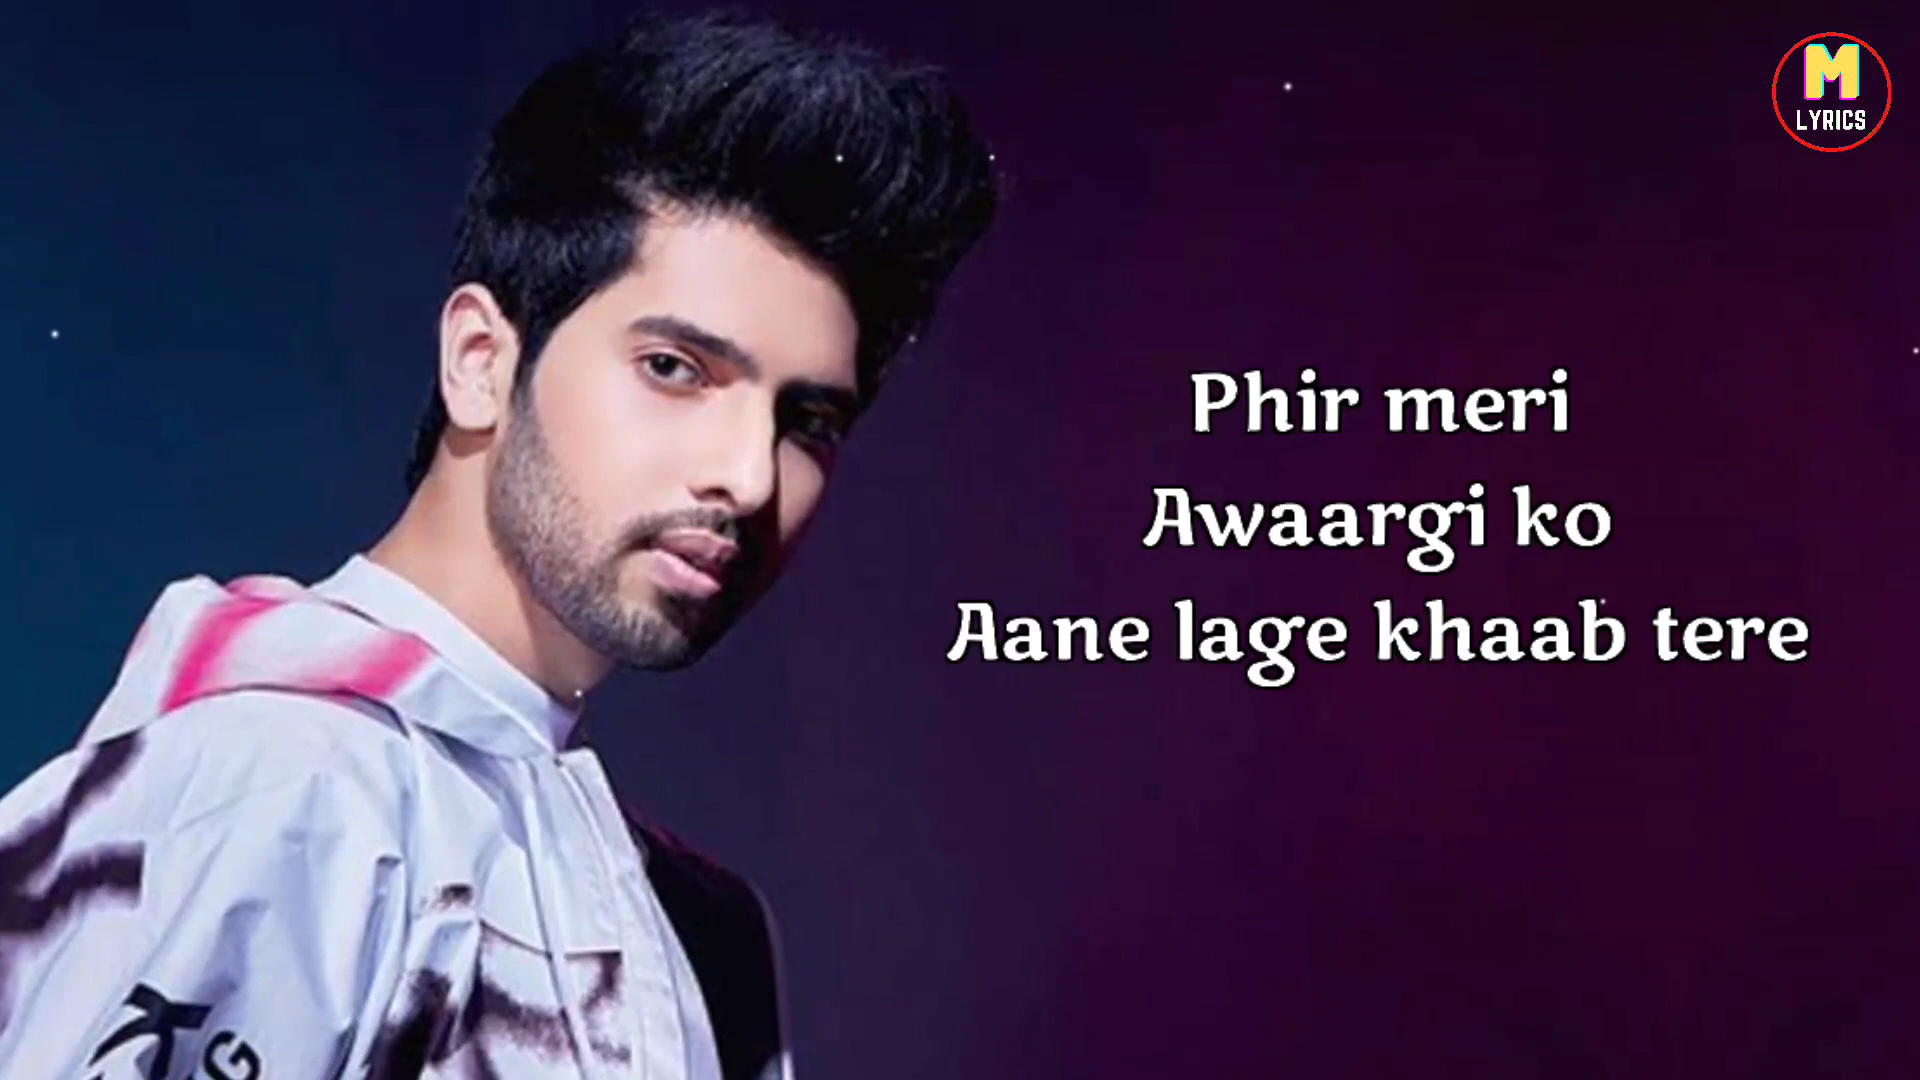 M
LYRICS
Phir meri
Awaargi ko
Aane lage khaab tere
K
G